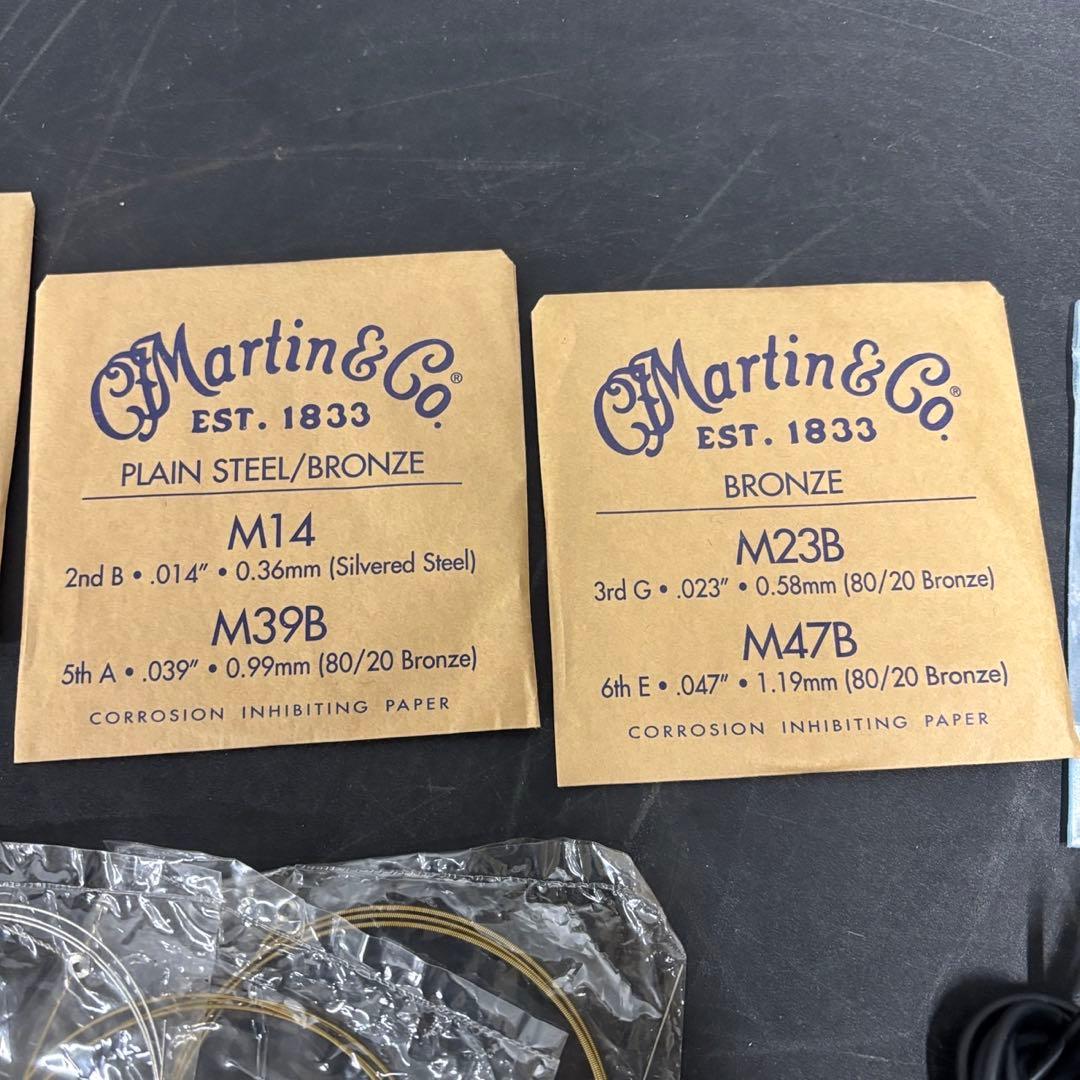 CFMartin & Co.®
EST. 1833
PLAIN STEEL/BRONZE
M14
2nd B • .014” • 0.36mm (Silvered Steel)
M39B
5th A • .039” • 0.99mm (80/20 Bronze)
CORROSION INHIBITING PAPER
CFMartin & Co.®
EST. 1833
BRONZE
M23B
3rd G • .023” • 0.58mm (80/20 Bronze)
M47B
6th E • .047” • 1.19mm (80/20 Bronze)
CORROSION INHIBITING PAPER